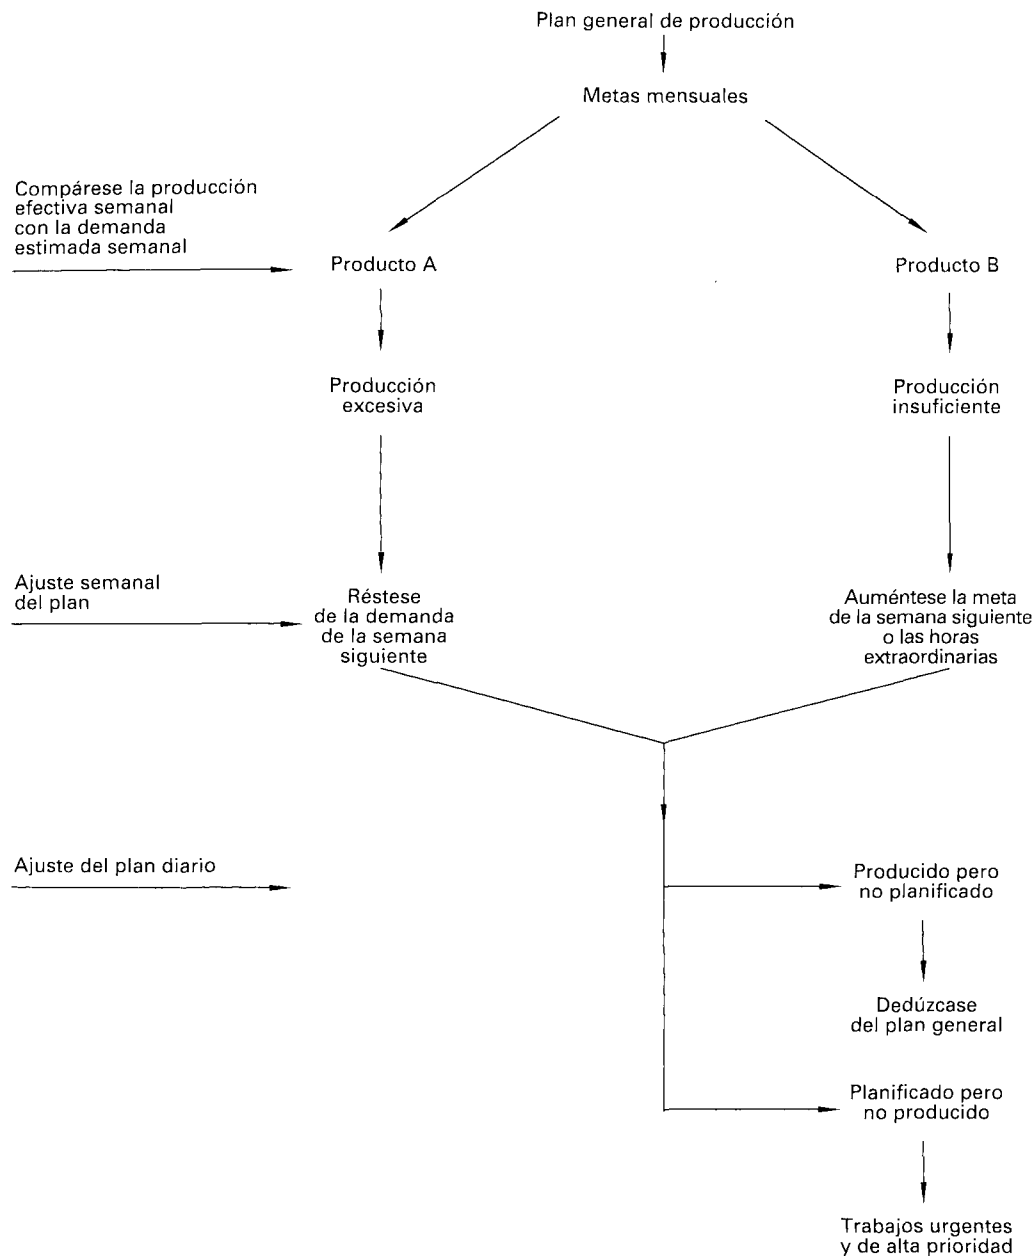 Plan general de producción
Metas mensuales
Compárese la producción
efectiva semanal
con la demanda
estimada semanal
Producto A
Producto B
Producción
excesiva
Producción
insuficiente
Ajuste semanal
del plan
Réstese
de la demanda
de la semana
siguiente
Auméntese la meta
de la semana siguiente
o las horas
extraordinarias
Ajuste del plan diario
Producido pero
no planificado
Dedúzcase
del plan general
Planificado pero
no producido
Trabajos urgentes
y de alta prioridad